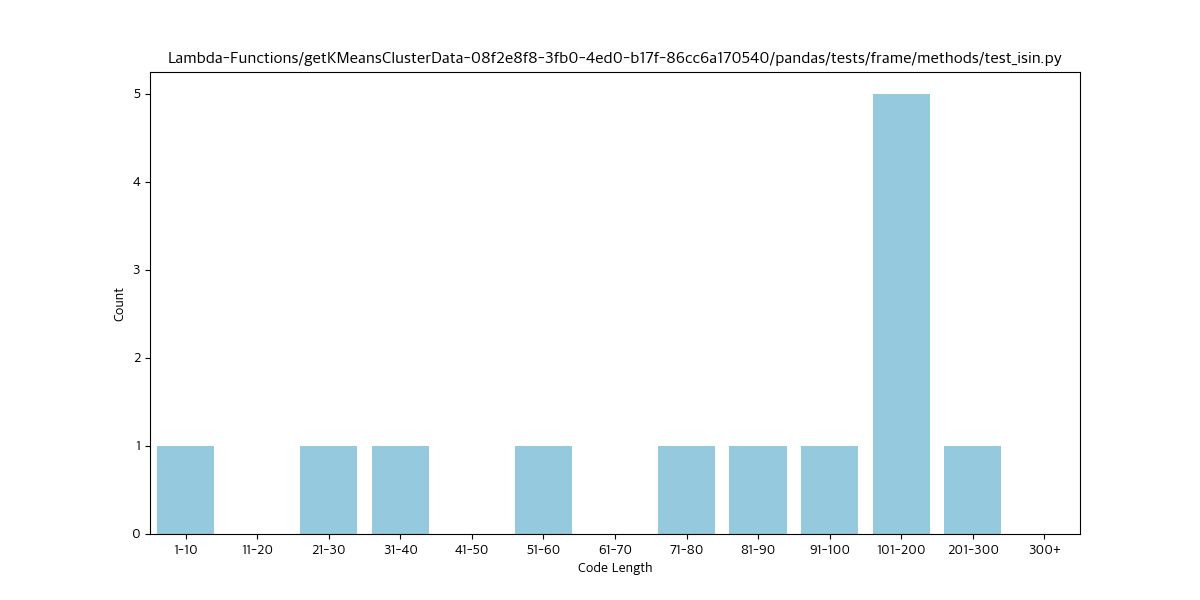 Lambda-Functions/getKMeansClusterData-08f2e8f8-3fb0-4ed0-b17f-86cc6a170540/pandas/tests/frame/methods/test_isin.py
5
4
3
2
1
0
Count
1-10 11-20 21-30 31-40 41-50 51-60 61-70 71-80 81-90 91-100 101-200 201-300 300+
Code Length